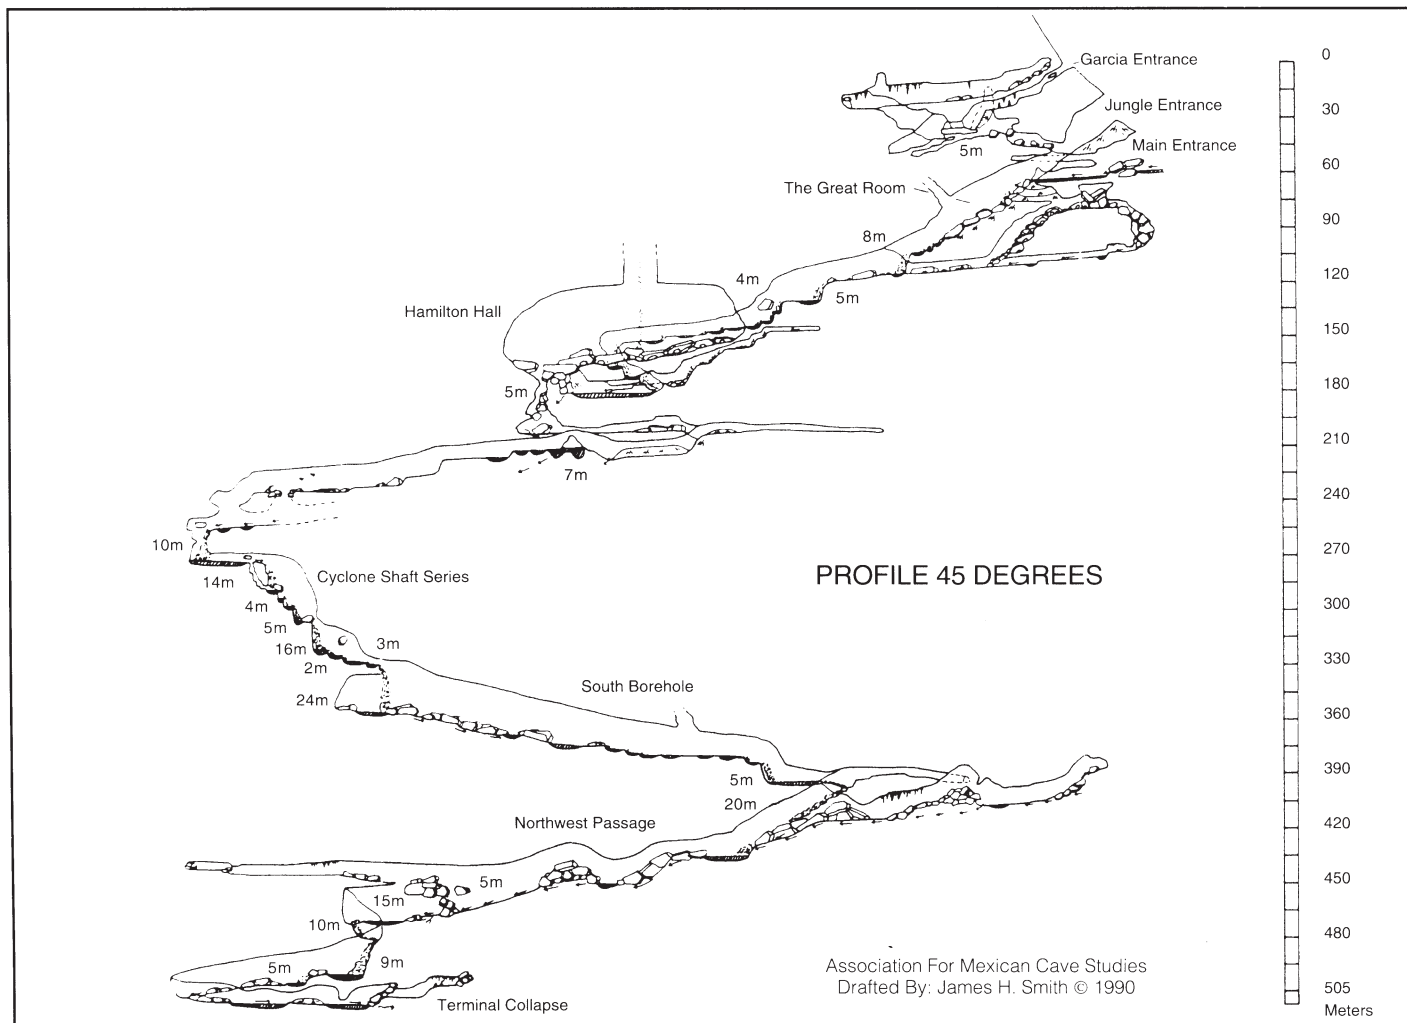 0
Garcia Entrance
30
Jungle Entrance
Main Entrance
5m
60
The Great Room
90
8m
120
4m
5m
Hamilton Hall
150
180
5m
210
7m
240
10m
270
14m
Cyclone Shaft Series
PROFILE 45 DEGREES
4m
300
5m
16m
3m
2m
330
24m
South Borehole
360
390
5m
20m
Northwest Passage
420
5m
450
15m
10m
480
5m
9m
Association For Mexican Cave Studies
Drafted By: James H. Smith © 1990
505
Terminal Collapse
Meters